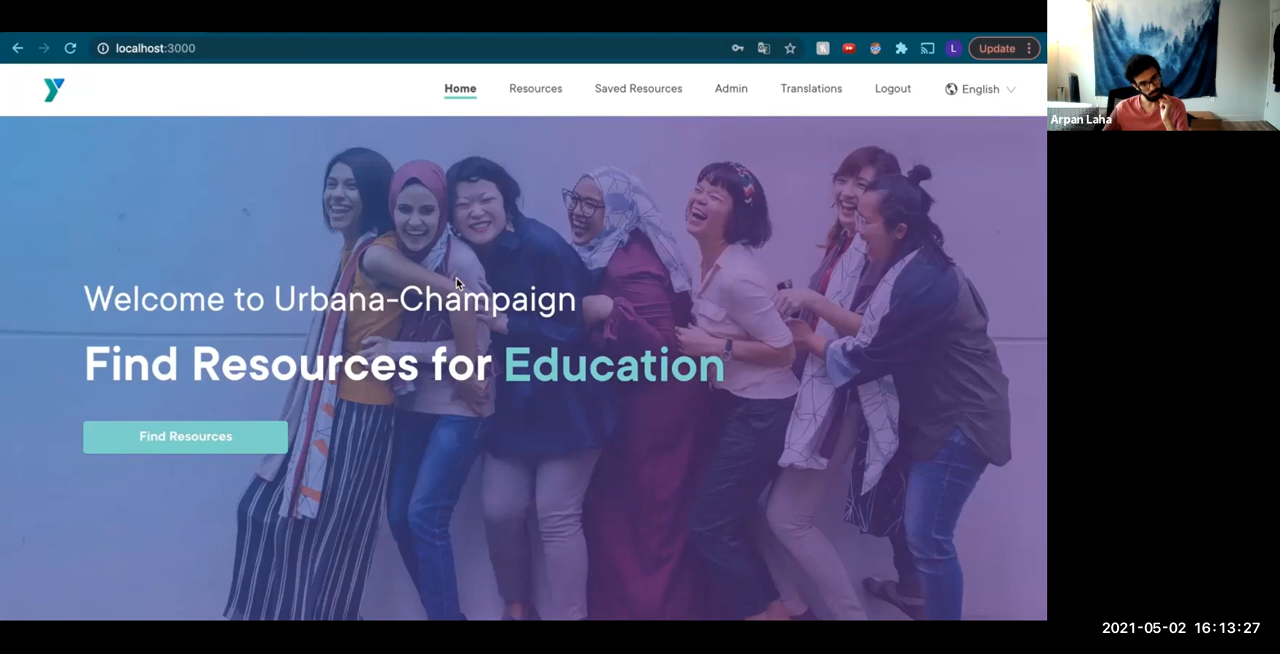 localhost:3000
L
Update
Home
Resources
Saved Resources
Admin
Translations
Logout
English
Arpan Laha
Welcome to Urbana-Champaign
Find Resources for Education
Find Resources
2021-05-02 16:13:27